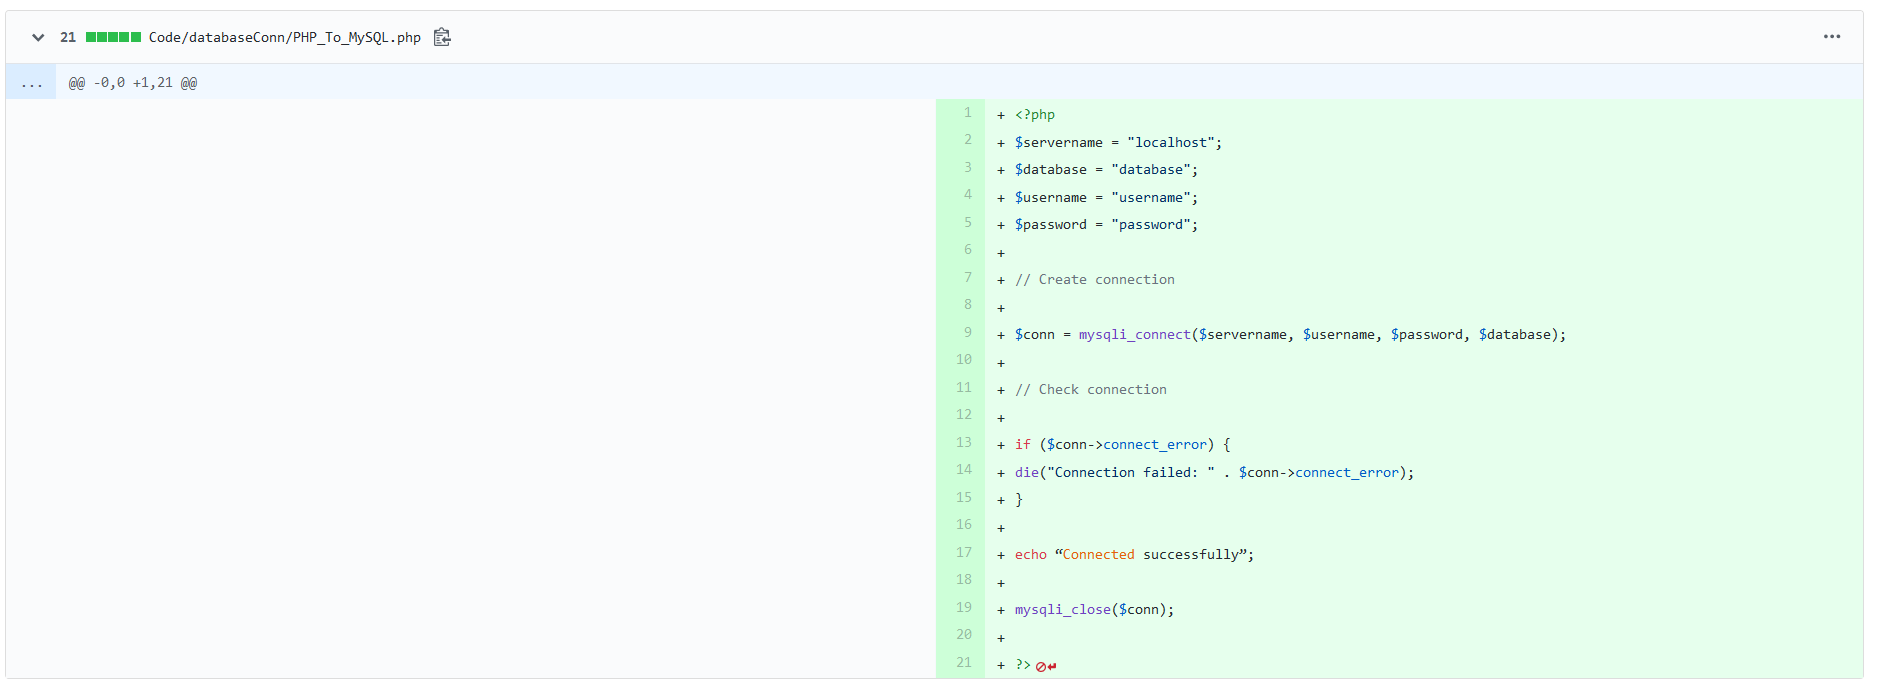 21 Code/databaseConn/PHP_To_MySQL.php ...
... @@ -0,0 +1,21 @@
1 + <?php
2 + $servername = "localhost";
3 + $database = "database";
4 + $username = "username";
5 + $password = "password";
6 +
7 + // Create connection
8 +
9 + $conn = mysqli_connect($servername, $username, $password, $database);
10 +
11 + // Check connection
12 +
13 + if ($conn->connect_error) {
14 + die("Connection failed: " . $conn->connect_error);
15 + }
16 +
17 + echo “Connected successfully”;
18 +
19 + mysqli_close($conn);
20 +
21 + ?>